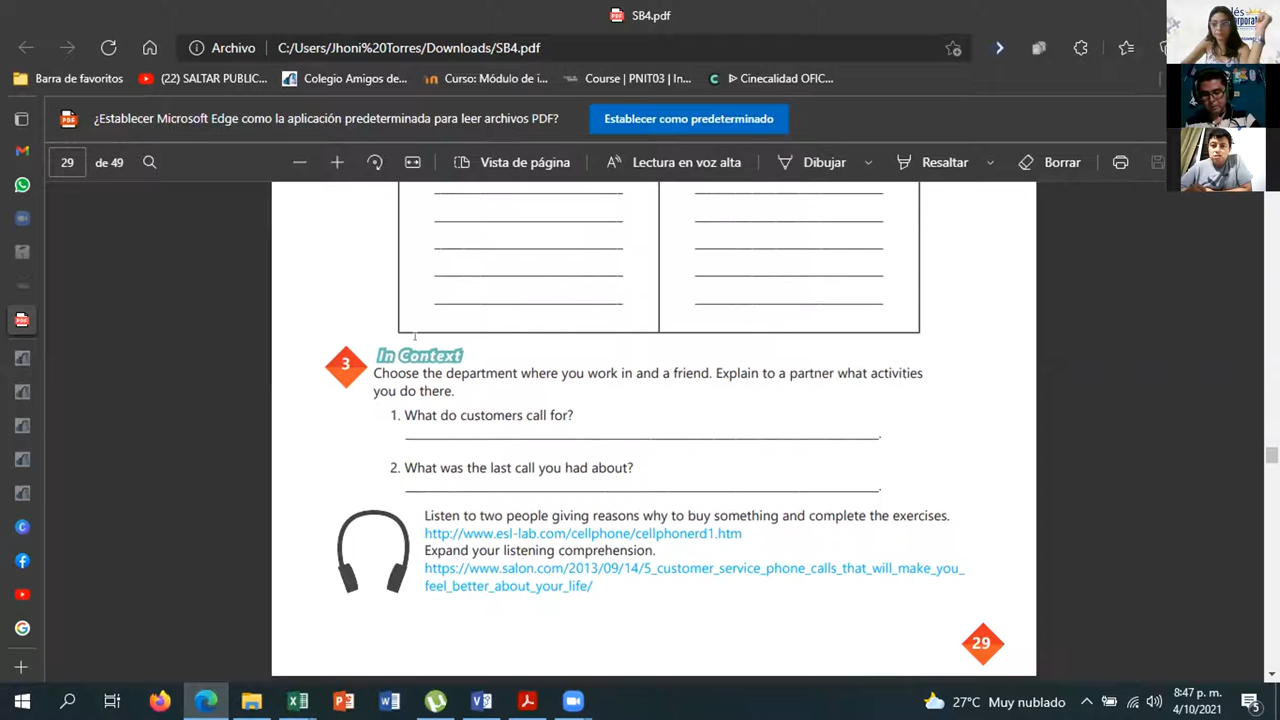 SB4.pdf
Archivo
C:/Users/Jhoni%20Torres/Downloads/SB4.pdf
Barra de favoritos
(22) SALTAR PUBLIC...
Colegio Amigos de...
Curso: Módulo de i...
Course | PNIT03 | In...
▷ Cinecalidad OFIC...
¿Establecer Microsoft Edge como la aplicación predeterminada para leer archivos PDF?
Establecer como predeterminado
29
de 49
Vista de página
Lectura en voz alta
Dibujar
Resaltar
Borrar
3
In Context
Choose the department where you work in and a friend. Explain to a partner what activities
you do there.
1. What do customers call for?
2. What was the last call you had about?
Listen to two people giving reasons why to buy something and complete the exercises.
http://www.esl-lab.com/cellphone/cellphonerd1.htm
Expand your listening comprehension.
https://www.salon.com/2013/09/14/5_customer_service_phone_calls_that_will_make_you_
feel_better_about_your_life/
29
27°C Muy nublado
8:47 p. m.
4/10/2021
5